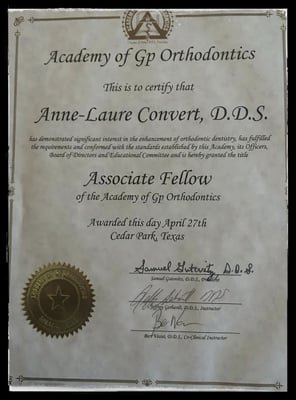 Academy of Gp Orthodontics
This is to certify that
Anne-Laure Convert, D.D.S.
has demonstrated significant interest in the enhancement of orthodontic dentistry, has fulfilled
the requirements and conformed with the standards established by this Academy, its Officers,
Board of Directors and Educational Committee and is hereby granted the title
Associate Fellow
of the Academy of Gp Orthodontics
Awarded this day April 27th
Cedar Park, Texas
D.D.S.
Samuel D.D.S.,
D.D.S., Instructor
Bert D.D.S., Co-Clinical Instructor